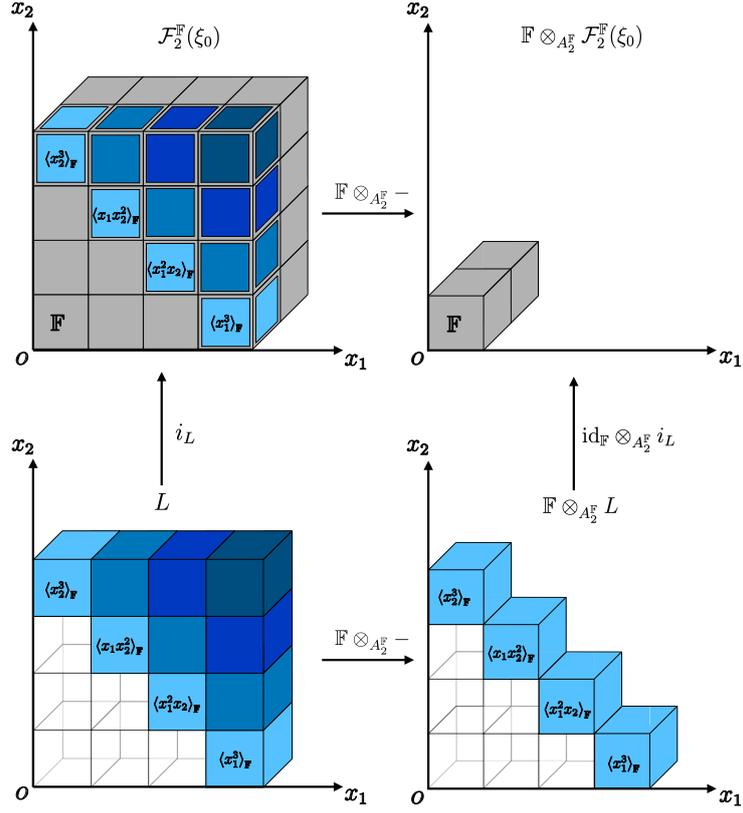 x₂
𝓕₂^𝔽(ξ₀)
⟨x₂³⟩_𝔽
⟨x₁x₂²⟩_𝔽
⟨x₁²x₂⟩_𝔽
𝔽
⟨x₁³⟩_𝔽
O
x₁
𝔽 ⊗_{A₂^𝔽} −
x₂
𝔽 ⊗_{A₂^𝔽} 𝓕₂^𝔽(ξ₀)
𝔽
O
x₁
i_L
id_𝔽 ⊗_{A₂^𝔽} i_L
x₂
L
⟨x₂³⟩_𝔽
⟨x₁x₂²⟩_𝔽
⟨x₁²x₂⟩_𝔽
⟨x₁³⟩_𝔽
O
x₁
𝔽 ⊗_{A₂^𝔽} −
x₂
𝔽 ⊗_{A₂^𝔽} L
⟨x₂³⟩_𝔽
⟨x₁x₂²⟩_𝔽
⟨x₁²x₂⟩_𝔽
⟨x₁³⟩_𝔽
O
x₁